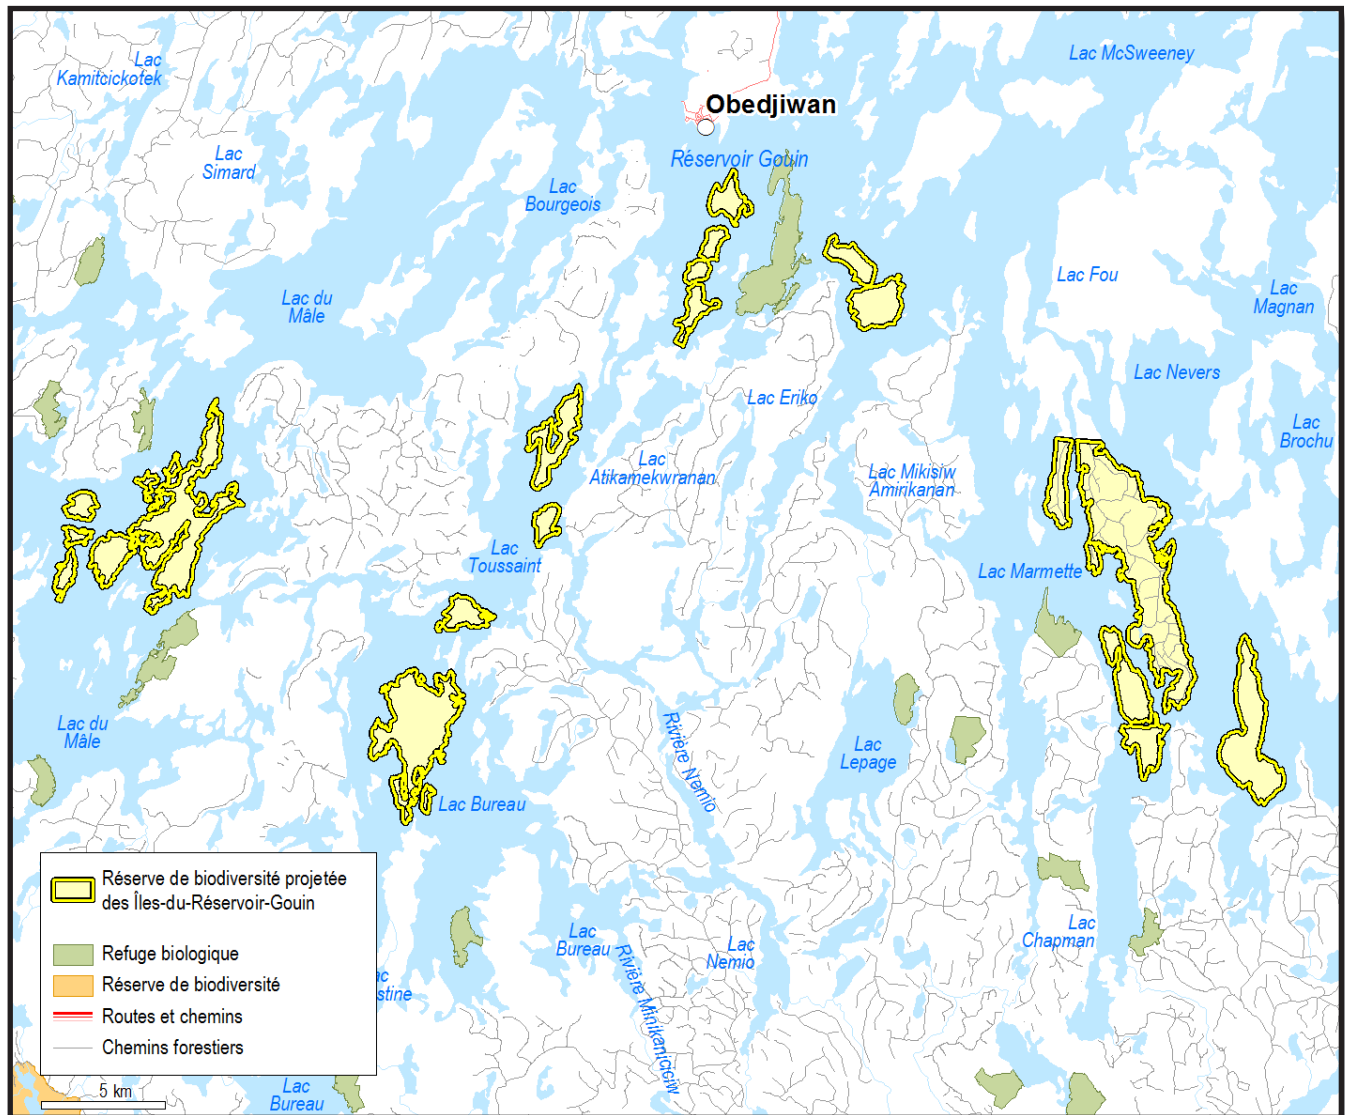 Lac McSweeney
Lac
Kamitcickotek
Obedjiwan
Lac
Simard
Réservoir Gouin
Lac
Bourgeois
Lac Fou
Lac
Magnan
Lac du
Mâle
Lac Nevers
Lac Eriko
Lac
Brochu
Lac
Atikamekwranan
Lac Mikisiw
Amirikanan
Lac
Toussaint
Lac Marmette
Lac du
Mâle
Rivière Nemio
Lac
Lepage
Lac Bureau
Réserve de biodiversité projetée
des Îles-du-Réservoir-Gouin
Refuge biologique
Réserve de biodiversité
Routes et chemins
Chemins forestiers
5 km
Lac
Bureau
Rivière Minikaniciciw
Lac
Nemio
Lac
Chapman
ac
stine
Lac
Bureau